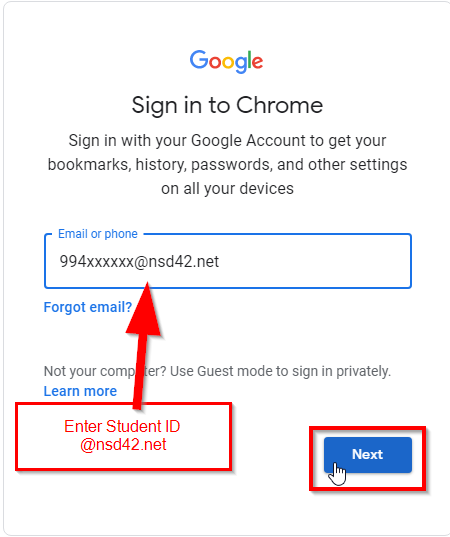 Google
Sign in to Chrome
Sign in with your Google Account to get your
bookmarks, history, passwords, and other settings
on all your devices
Email or phone
994xxxxxx@nsd42.net
Forgot email?
Not your computer? Use Guest mode to sign in privately.
Learn more
Enter Student ID
@nsd42.net
Next